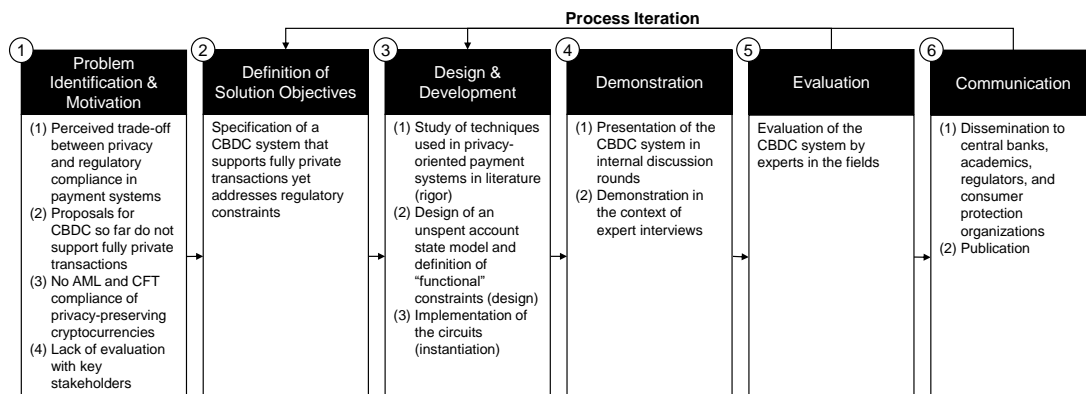 Process Iteration
1
Problem
Identification &
Motivation
(1) Perceived trade-off
between privacy
and regulatory
compliance in
payment systems
(2) Proposals for
CBDC so far do not
support fully private
transactions
(3) No AML and CFT
compliance of
privacy-preserving
cryptocurrencies
(4) Lack of evaluation
with key
stakeholders
2
Definition of
Solution Objectives
Specification of a
CBDC system that
supports fully private
transactions yet
addresses regulatory
constraints
3
Design &
Development
(1) Study of techniques
used in privacy-
oriented payment
systems in literature
(rigor)
(2) Design of an
unspent account
state model and
definition of
“functional”
constraints (design)
(3) Implementation of
the circuits
(instantiation)
4
Demonstration
(1) Presentation of the
CBDC system in
internal discussion
rounds
(2) Demonstration in
the context of
expert interviews
5
Evaluation
Evaluation of the
CBDC system by
experts in the fields
6
Communication
(1) Dissemination to
central banks,
academics,
regulators, and
consumer
protection
organizations
(2) Publication